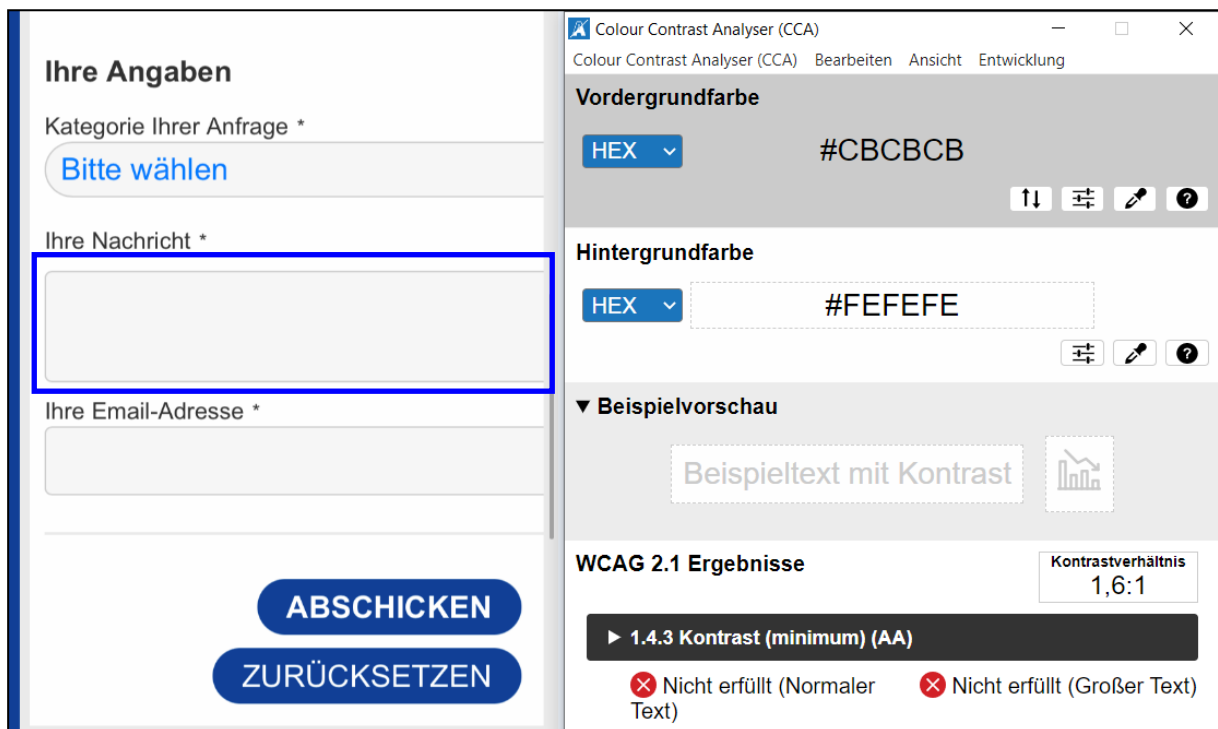 Ihre Angaben
Kategorie Ihrer Anfrage *
Bitte wählen
Ihre Nachricht *
Ihre Email-Adresse *
ABSCHICKEN
ZURÜCKSETZEN
Colour Contrast Analyser (CCA)
Colour Contrast Analyser (CCA) Bearbeiten Ansicht Entwicklung
Vordergrundfarbe
HEX #CBCBCB
Hintergrundfarbe
HEX #FEFEFE
▼ Beispielvorschau
Beispieltext mit Kontrast
WCAG 2.1 Ergebnisse
Kontrastverhältnis
1,6:1
▶ 1.4.3 Kontrast (minimum) (AA)
Nicht erfüllt (Normaler Text)
Nicht erfüllt (Großer Text)